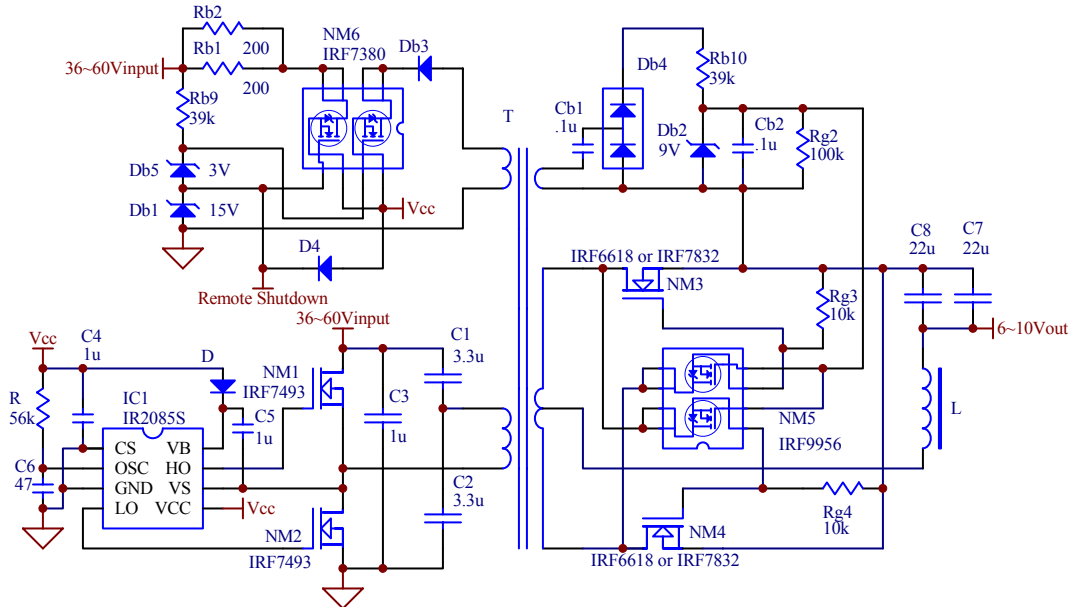 Rb2
200
Rb1
200
36~60Vinput
Rb9
39k
Db5
3V
Db1
15V
NM6
IRF7380
Db3
Vcc
D4
Remote Shutdown
T
Cb1
.1u
Db4
Rb10
39k
Db2
9V
Cb2
.1u
Rg2
100k
IRF6618 or IRF7832
NM3
Rg3
10k
C8
22u
C7
22u
6~10Vout
L
NM5
IRF9956
Rg4
10k
NM4
IRF6618 or IRF7832
36~60Vinput
Vcc
C4
1u
D
R
56k
IC1
IR2085S
CS
OSC
GND
LO
VB
HO
VS
VCC
Vcc
C6
47
C5
1u
NM1
IRF7493
NM2
IRF7493
C3
1u
C1
3.3u
C2
3.3u